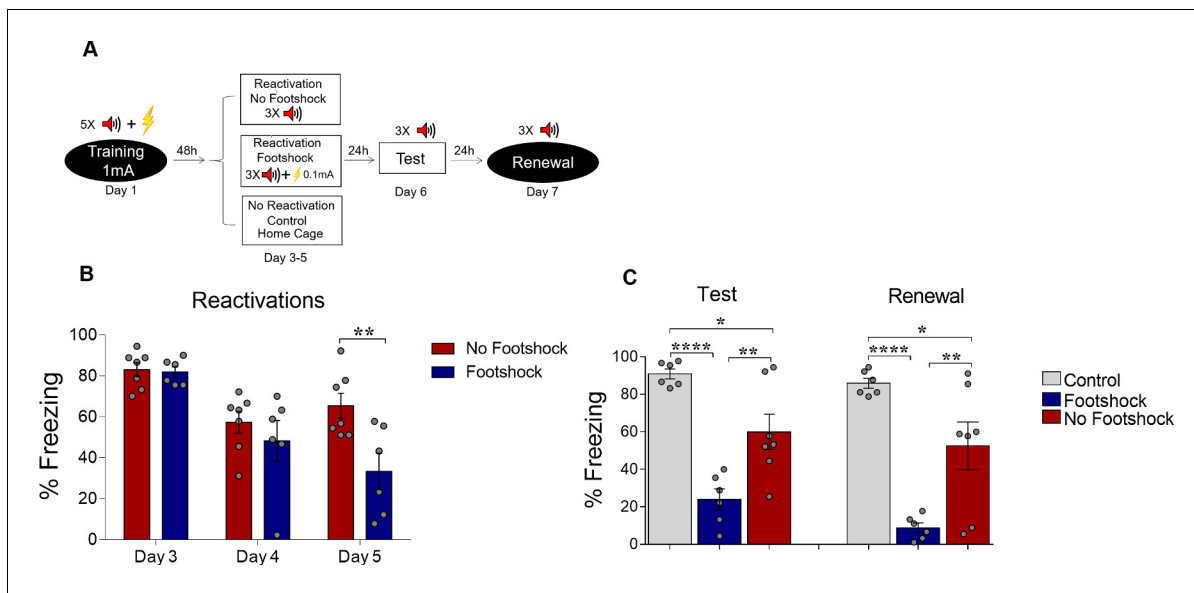 A
5X + 
Training
1mA
Day 1
48h
Reactivation
No Footshock
3X
Reactivation
Footshock
3X + 0.1mA
No Reactivation
Control
Home Cage
Day 3-5
24h
3X
Test
Day 6
24h
3X
Renewal
Day 7
B
Reactivations
% Freezing
100
80
60
40
20
0
Day 3
Day 4
Day 5
**
No Footshock
Footshock
C
Test
Renewal
% Freezing
100
80
60
40
20
0
*
**** **
*
**** **
Control
Footshock
No Footshock